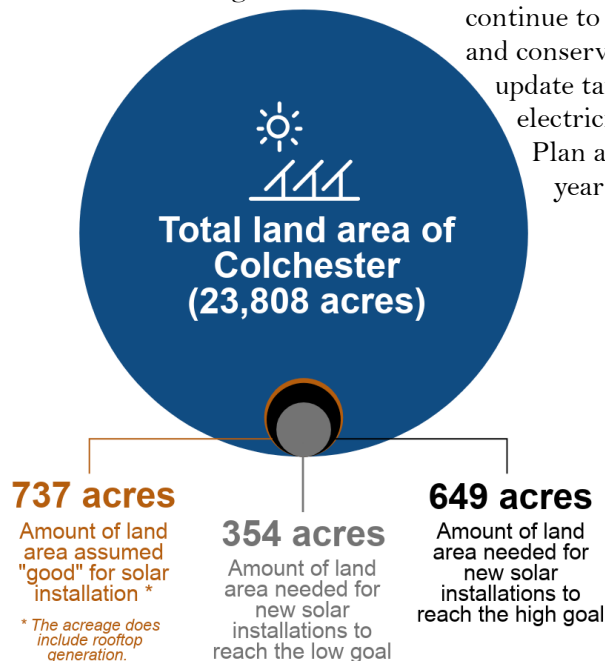 continue to
and conserv
update ta
electrici
Plan a
year
Total land area of
Colchester
(23,808 acres)
737 acres
Amount of land
area assumed
"good" for solar
installation *
* The acreage does
include rooftop
generation.
354 acres
Amount of land
area needed for
new solar
installations to
reach the low goal
649 acres
Amount of land
area needed for
new solar
installations to
reach the high goal